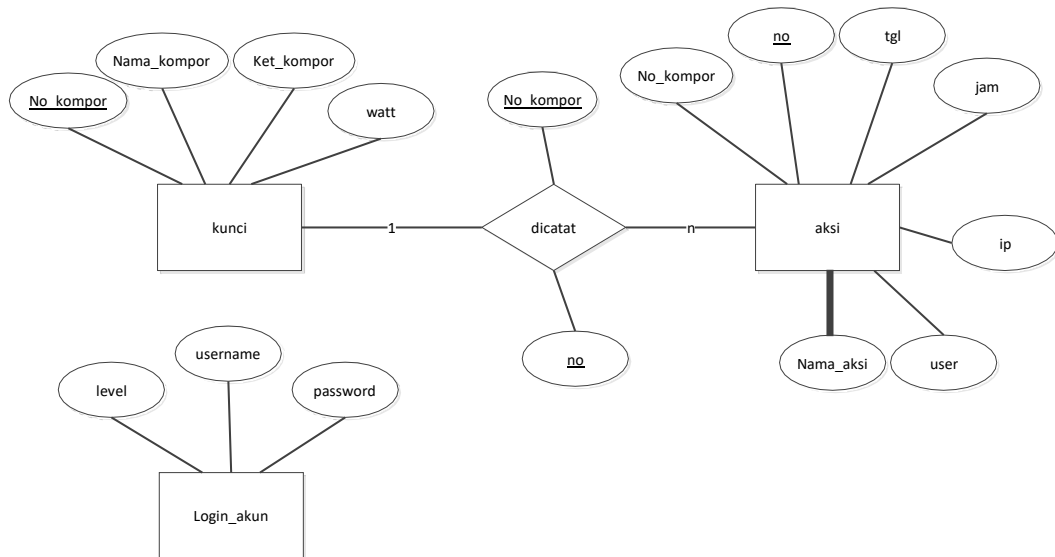 Nama_kompor
Ket_kompor
No_kompor
watt
No_kompor
No_kompor
no
tgl
jam
kunci
1
dicatat
n
aksi
ip
no
Nama_aksi
user
level
username
password
Login_akun